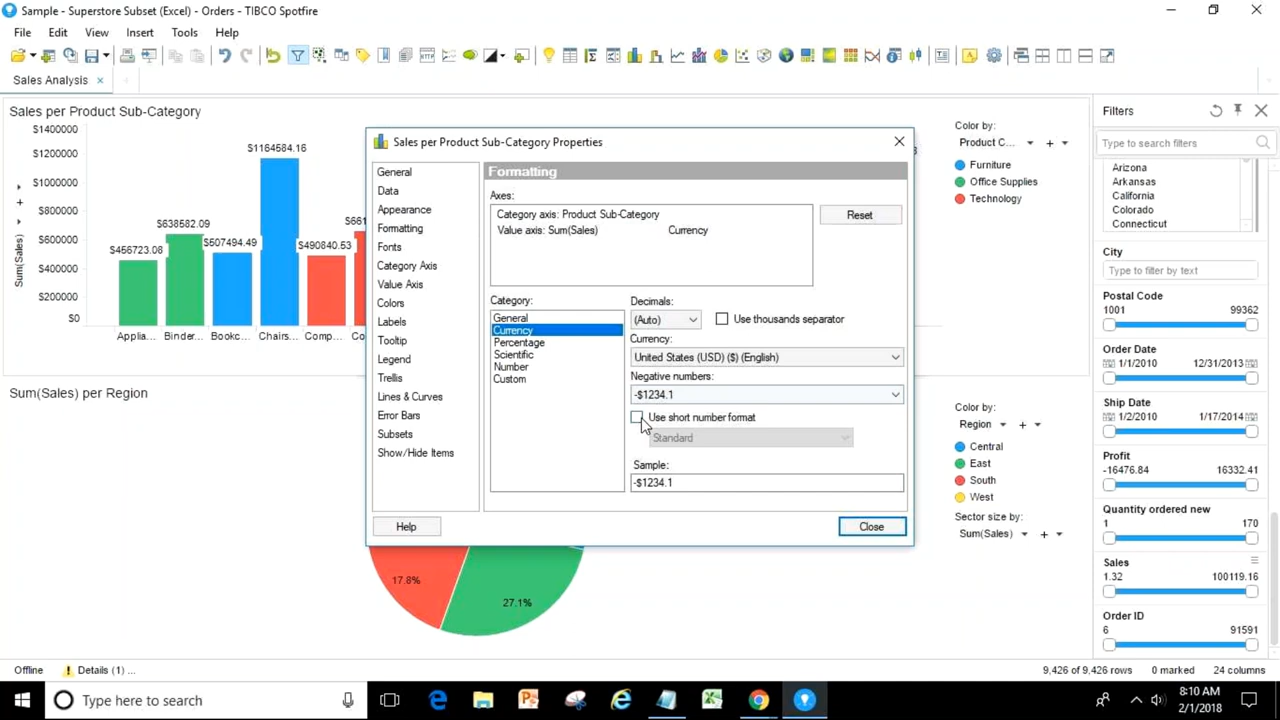 Sample - Superstore Subset (Excel) - Orders - TIBCO Spotfire
File Edit View Insert Tools Help
Sales Analysis
Sales per Product Sub-Category
$1400000
$1200000
$1000000
$800000
$600000
$400000
$200000
$0
Sum(Sales)
$456723.08
$638582.09
$507494.49
$1164584.16
$490840.53
$661
Applia...
Binder...
Bookc...
Chairs...
Comp...
Co
Color by:
Product C...
Furniture
Office Supplies
Technology
Sales per Product Sub-Category Properties
General
Data
Appearance
Formatting
Fonts
Category Axis
Value Axis
Colors
Labels
Tooltip
Legend
Trellis
Lines & Curves
Error Bars
Subsets
Show/Hide Items
Formatting
Axes:
Category axis: Product Sub-Category
Value axis: Sum(Sales) Currency
Reset
Category:
General
Currency
Percentage
Scientific
Number
Custom
Decimals:
(Auto)
Use thousands separator
Currency:
United States (USD) ($) (English)
Negative numbers:
-$1234.1
Use short number format
Standard
Sample:
-$1234.1
Help
Close
Sum(Sales) per Region
17.8%
27.1%
Color by:
Region
Central
East
South
West
Sector size by:
Sum(Sales)
Filters
Type to search filters
Arizona
Arkansas
California
Colorado
Connecticut
City
Type to filter by text
Postal Code
1001 99362
Order Date
1/1/2010 12/31/2013
Ship Date
1/2/2010 1/17/2014
Profit
-16476.84 16332.41
Quantity ordered new
1 170
Sales
1.32 100119.16
Order ID
6 91591
Offline
Details (1) ...
9,426 of 9,426 rows 0 marked 24 columns
Type here to search
8:10 AM
2/1/2018